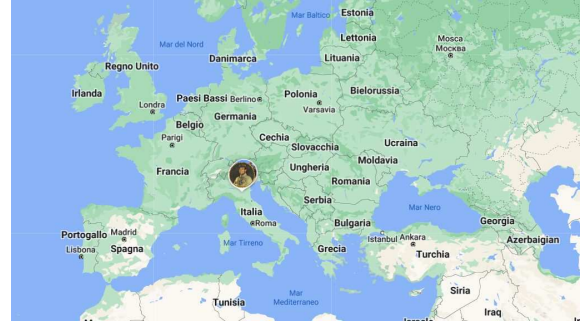 Estonia
Mar Baltico
Lettonia
Mosca
Москва
Mar del Nord
Danimarca
Lituania
Regno Unito
Irlanda
Londra
Paesi Bassi
Berlino
Polonia
Bielorussia
Varsavia
Belgio
Germania
Parigi
Cechia
Slovacchia
Ucraina
Francia
Ungheria
Moldavia
Romania
Serbia
Italia
Roma
Bulgaria
Mar Nero
Georgia
Portogallo
Madrid
Lisbona
Spagna
Mar Tirreno
Grecia
İstanbul
Ankara
Turchia
Azerbaigian
Tunisia
Mar
Mediterraneo
Siria
Iraq